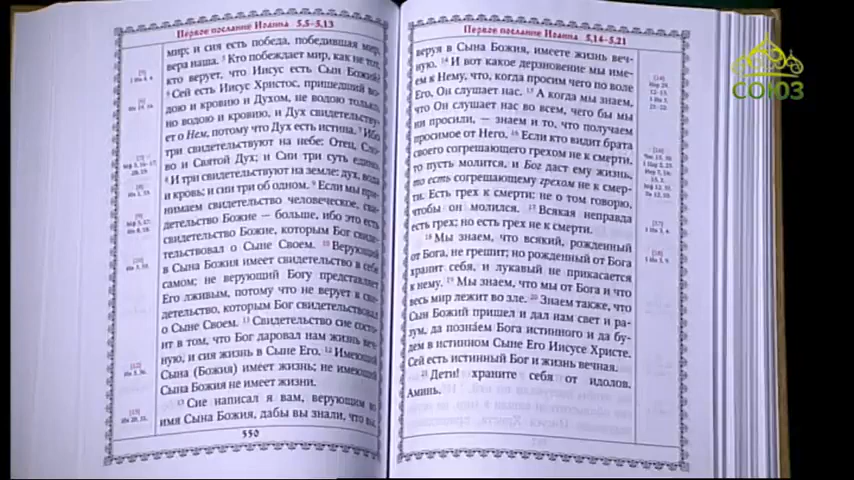 Первое послание Иоанна 5,5–5,13
мир; и сия есть победа, победившая мир,
вера наша. 5 Кто побеждает мир, как не тот,
кто верует, что Иисус есть Сын Божий?
6 Сей есть Иисус Христос, пришедший во-
дою и кровию и Духом, не водою только,
но водою и кровию, и Дух свидетельству-
ет о Нем, потому что Дух есть истина. 7 Ибо
три свидетельствуют на небе: Отец, Сло-
во и Святой Дух; и Сии три суть едино.
8 И три свидетельствуют на земле: дух, вода
и кровь; и сии три об одном. 9 Если мы при-
нимаем свидетельство человеческое, сви-
детельство Божие — больше, ибо это есть
свидетельство Божие, которым Бог свиде-
тельствовал о Сыне Своем. 10 Верующий
в Сына Божия имеет свидетельство в себе
самом; не верующий Богу представляет
Его лживым, потому что не верует в сви-
детельство, которым Бог свидетельствовал
о Сыне Своем. 11 Свидетельство сие состо-
ит в том, что Бог даровал нам жизнь веч-
ную, и сия жизнь в Сыне Его. 12 Имеющий
Сына (Божия) имеет жизнь; не имеющий
Сына Божия не имеет жизни.
13 Сие написал я вам, верующим во
имя Сына Божия, дабы вы знали, что вы,
550
Первое послание Иоанна 5,14–5,21
веруя в Сына Божия, имеете жизнь веч-
ную. 14 И вот какое дерзновение мы име-
ем к Нему, что, когда просим чего по воле
Его, Он слушает нас. 15 А когда мы знаем,
что Он слушает нас во всем, чего бы мы
ни просили, — знаем и то, что получаем
просимое от Него. 16 Если кто видит брата
своего согрешающего грехом не к смерти,
то пусть молится, и Бог даст ему жизнь,
то есть согрешающему грехом не к смер-
ти. Есть грех к смерти: не о том говорю,
чтобы он молился. 17 Всякая неправда
есть грех; но есть грех не к смерти.
18 Мы знаем, что всякий, рожденный
от Бога, не грешит; но рожденный от Бога
хранит себя, и лукавый не прикасается
к нему. 19 Мы знаем, что мы от Бога и что
весь мир лежит во зле. 20 Знаем также, что
Сын Божий пришел и дал нам свет и ра-
зум, да познаем Бога истинного и да бу-
дем в истинном Сыне Его Иисусе Христе.
Сей есть истинный Бог и жизнь вечная.
21 Дети! храните себя от идолов.
Аминь.
СОЮЗ